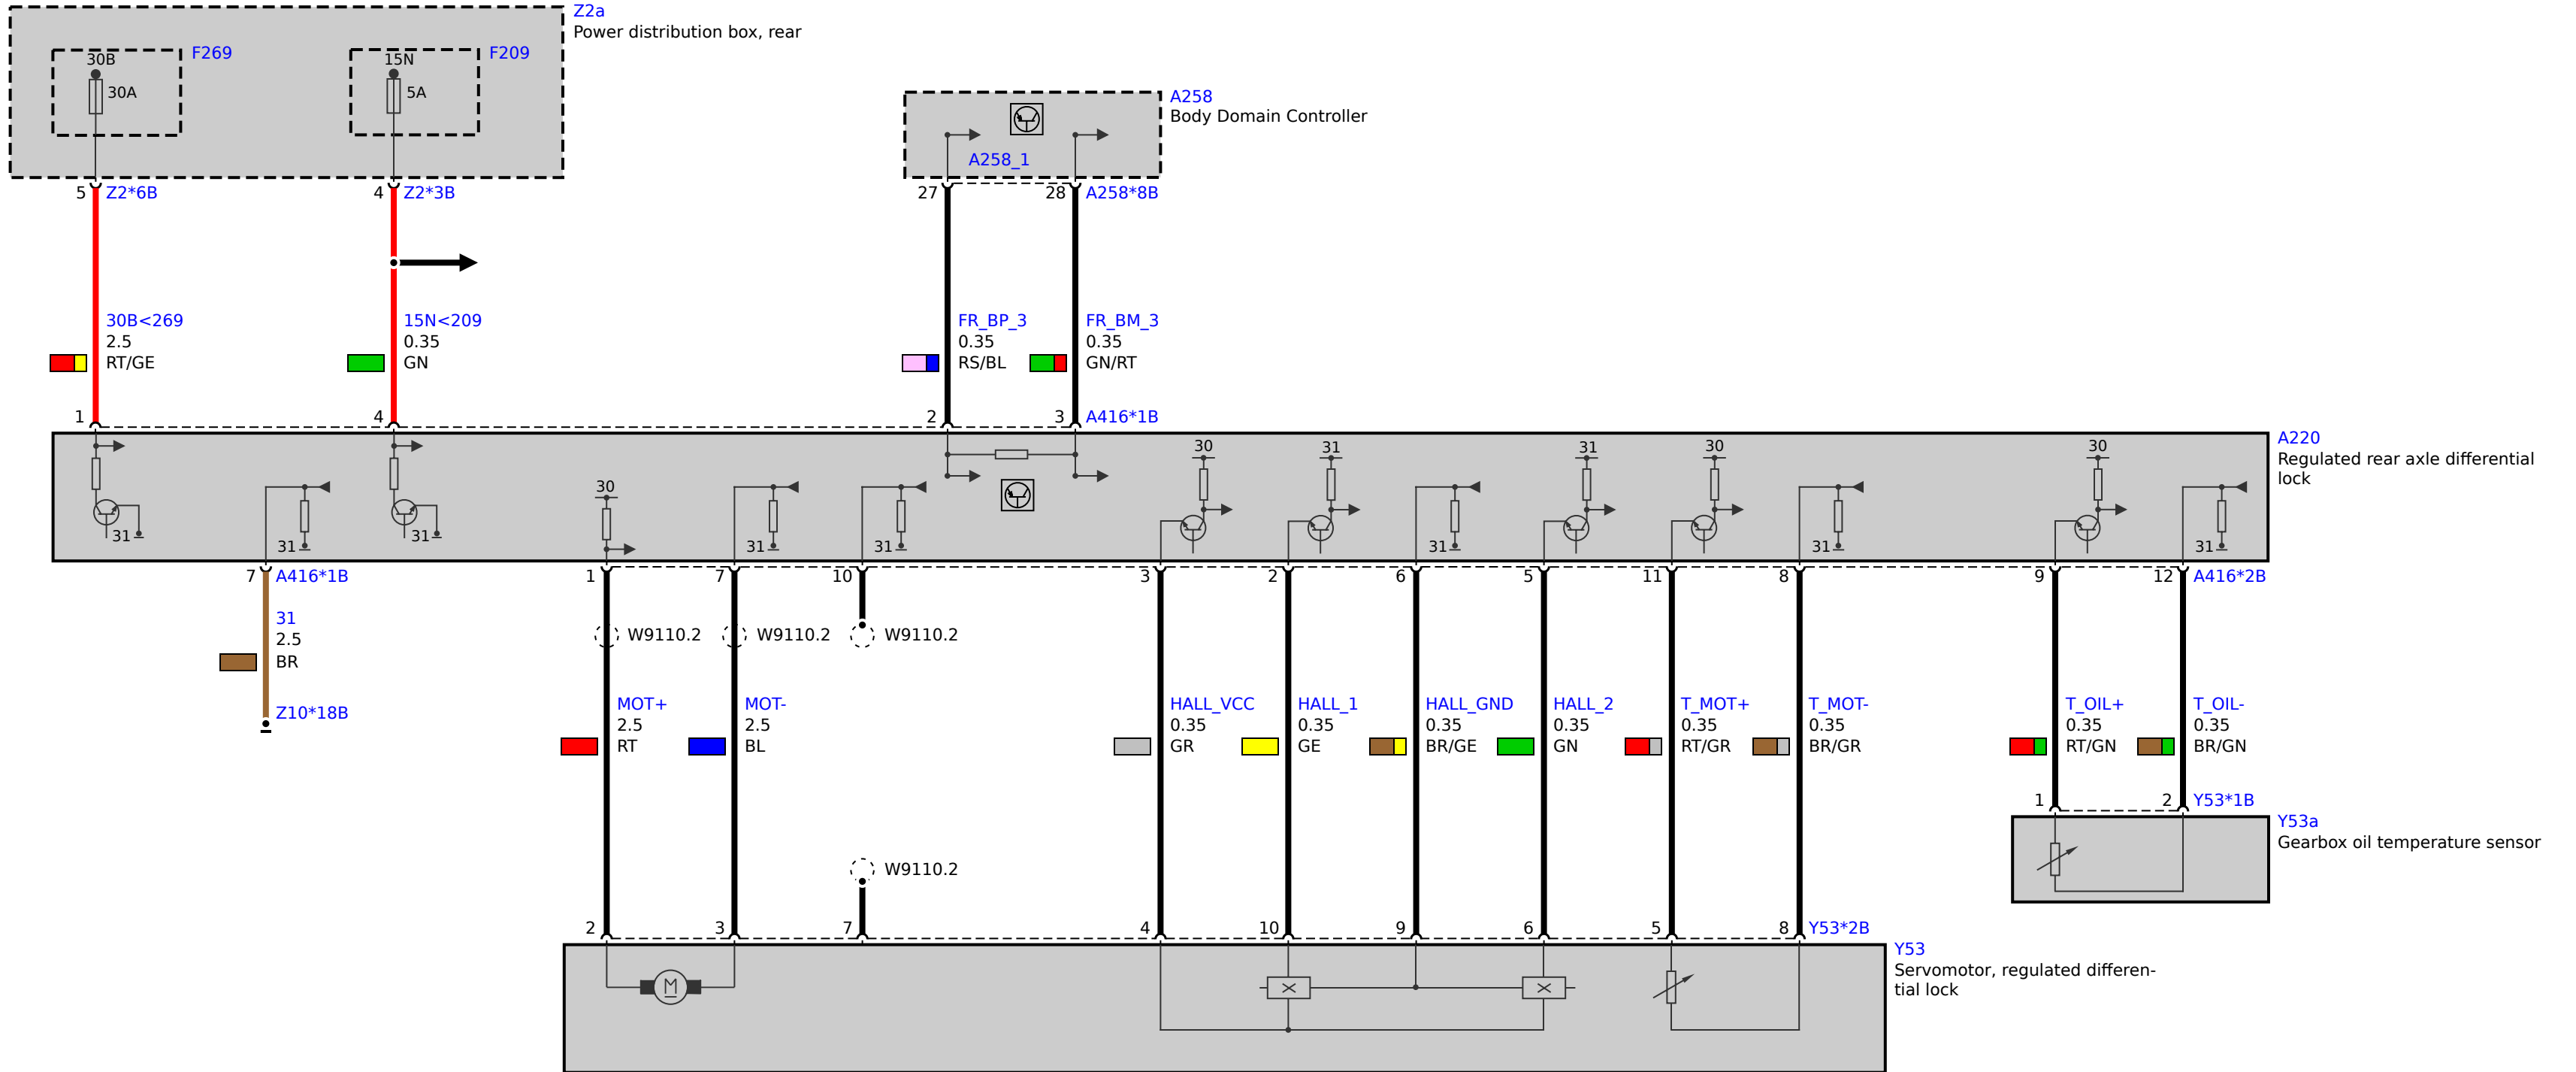 Z2a
Power distribution box, rear
30B
F269
15N
F209
30A
5A
A258
Body Domain Controller
A258_1
5
Z2*6B
4
Z2*3B
27
28
A258*8B
30B<269
2.5
RT/GE
15N<209
0.35
GN
FR_BP_3
0.35
RS/BL
FR_BM_3
0.35
GN/RT
1
4
2
3
A416*1B
A220
Regulated rear axle differential
lock
30
31
31
30
30
30
31
31
31
31
31
31
31
31
7
A416*1B
1
7
10
3
2
6
5
11
8
9
12
A416*2B
31
2.5
BR
Z10*18B
W9110.2
W9110.2
W9110.2
MOT+
2.5
RT
MOT-
2.5
BL
HALL_VCC
0.35
GR
HALL_1
0.35
GE
HALL_GND
0.35
BR/GE
HALL_2
0.35
GN
T_MOT+
0.35
RT/GR
T_MOT-
0.35
BR/GR
T_OIL+
0.35
RT/GN
T_OIL-
0.35
BR/GN
1
2
Y53*1B
Y53a
Gearbox oil temperature sensor
W9110.2
2
3
7
4
10
9
6
5
8
Y53*2B
Y53
Servomotor, regulated differen-
tial lock
M